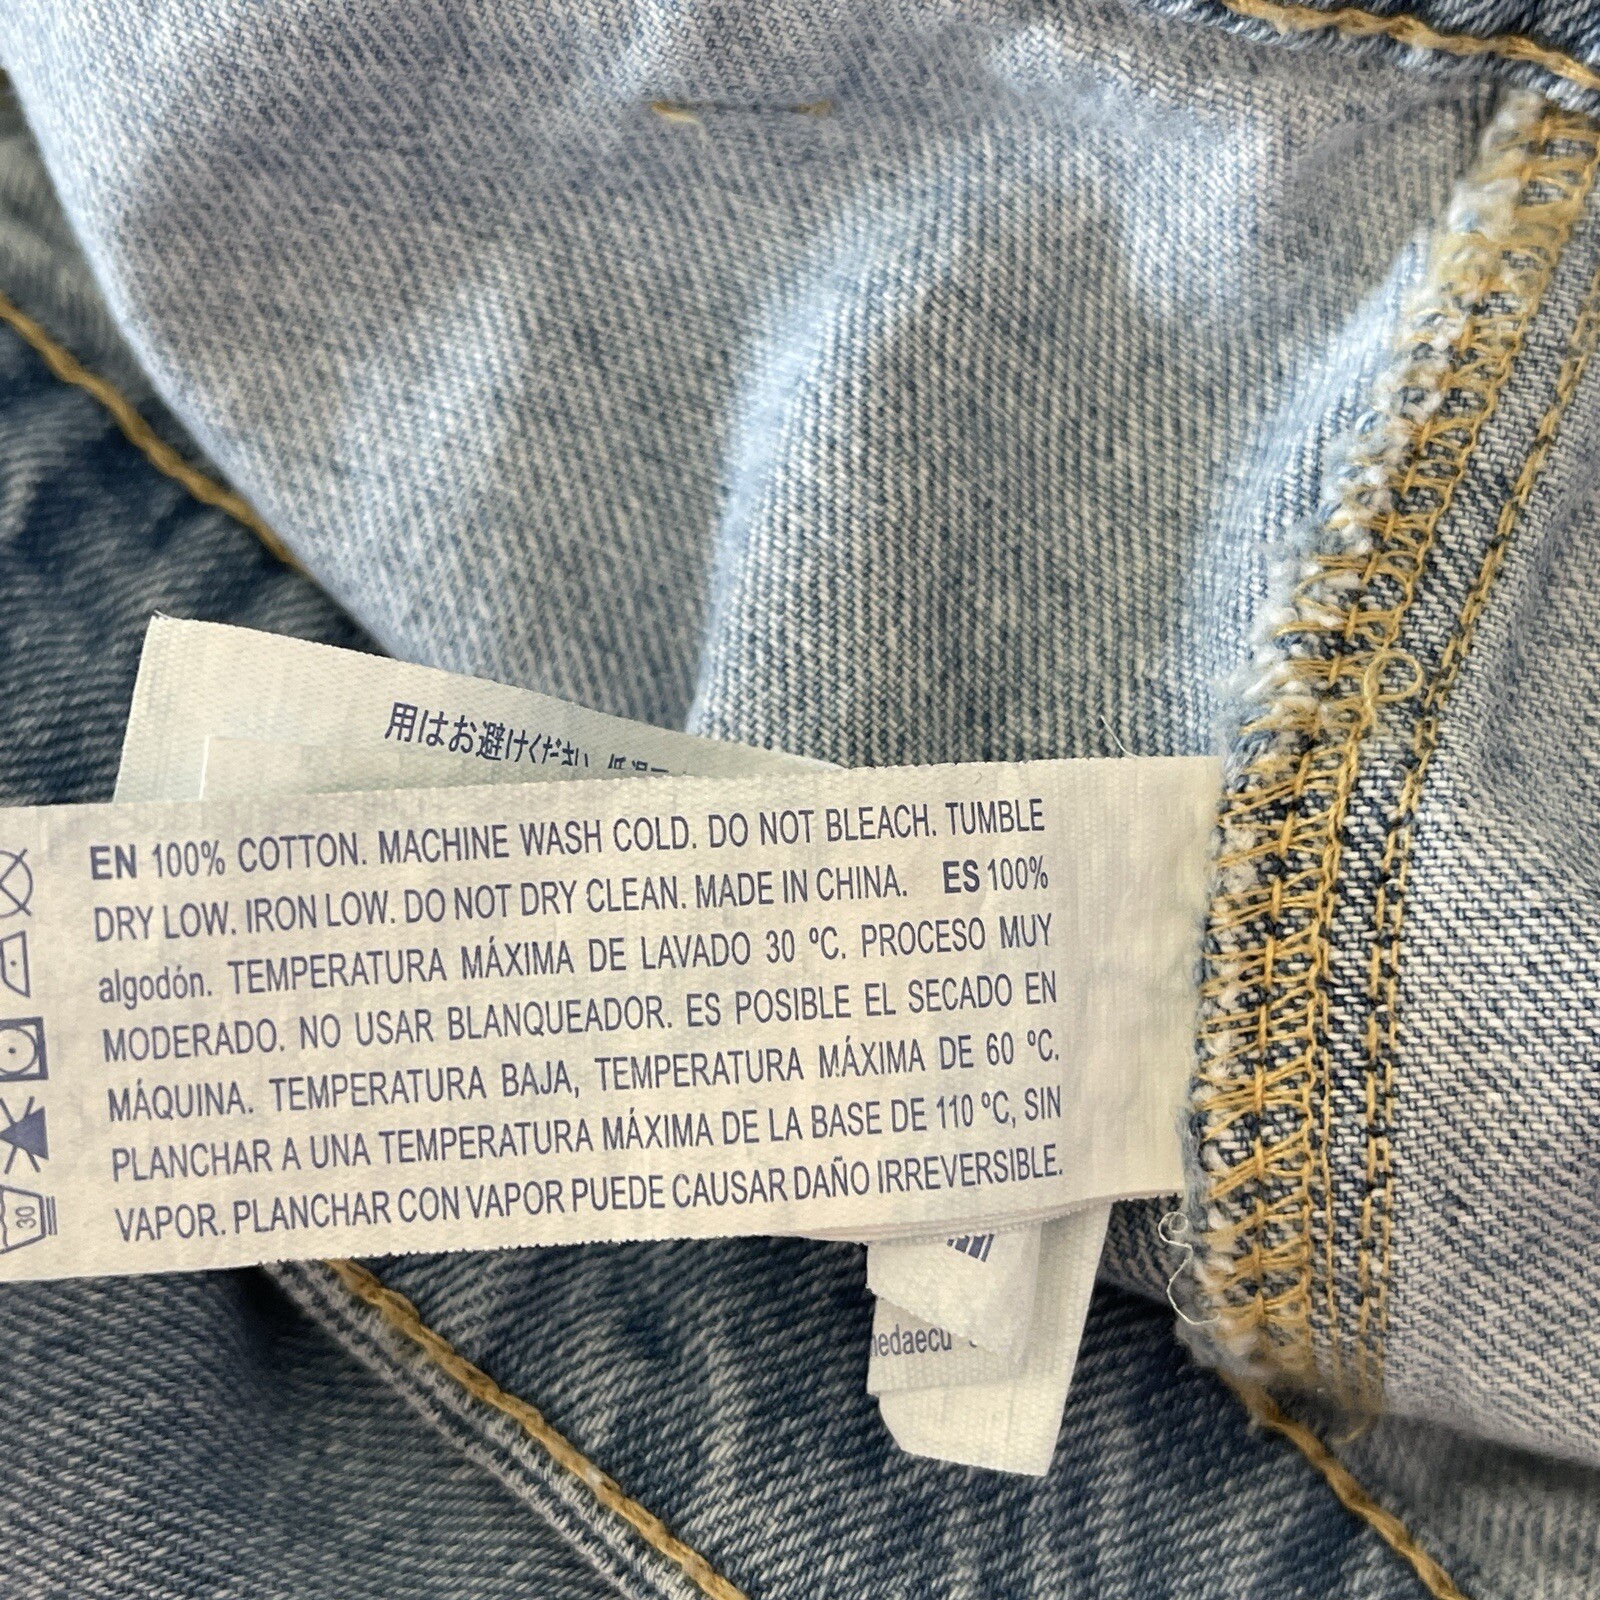 用はお避けください
EN 100% COTTON. MACHINE WASH COLD. DO NOT BLEACH. TUMBLE
DRY LOW. IRON LOW. DO NOT DRY CLEAN. MADE IN CHINA. ES 100%
algodón. TEMPERATURA MÁXIMA DE LAVADO 30 ºC. PROCESO MUY
MODERADO. NO USAR BLANQUEADOR. ES POSIBLE EL SECADO EN
MÁQUINA. TEMPERATURA BAJA, TEMPERATURA MÁXIMA DE 60 ºC.
PLANCHAR A UNA TEMPERATURA MÁXIMA DE LA BASE DE 110 ºC, SIN
VAPOR. PLANCHAR CON VAPOR PUEDE CAUSAR DAÑO IRREVERSIBLE.
30